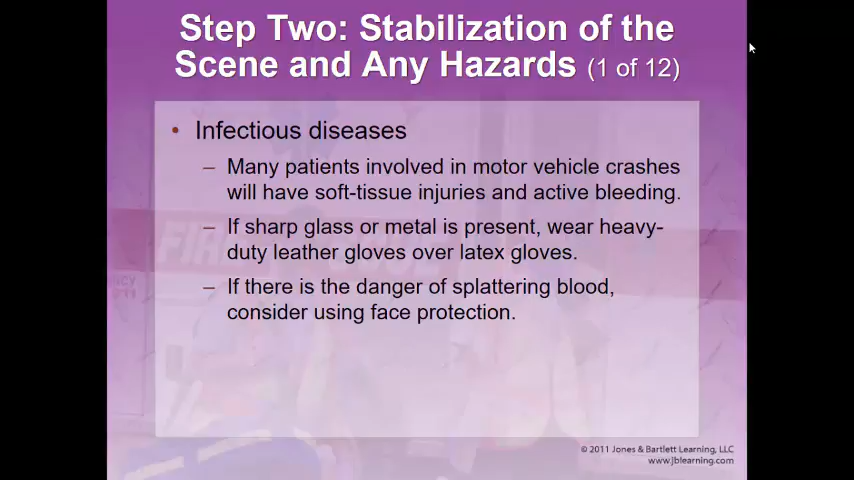 Step Two: Stabilization of the
Scene and Any Hazards (1 of 12)
• Infectious diseases
– Many patients involved in motor vehicle crashes
will have soft-tissue injuries and active bleeding.
– If sharp glass or metal is present, wear heavy-
duty leather gloves over latex gloves.
– If there is the danger of splattering blood,
consider using face protection.
FIRE RESCUE
© 2011 Jones & Bartlett Learning, LLC
www.jblearning.com